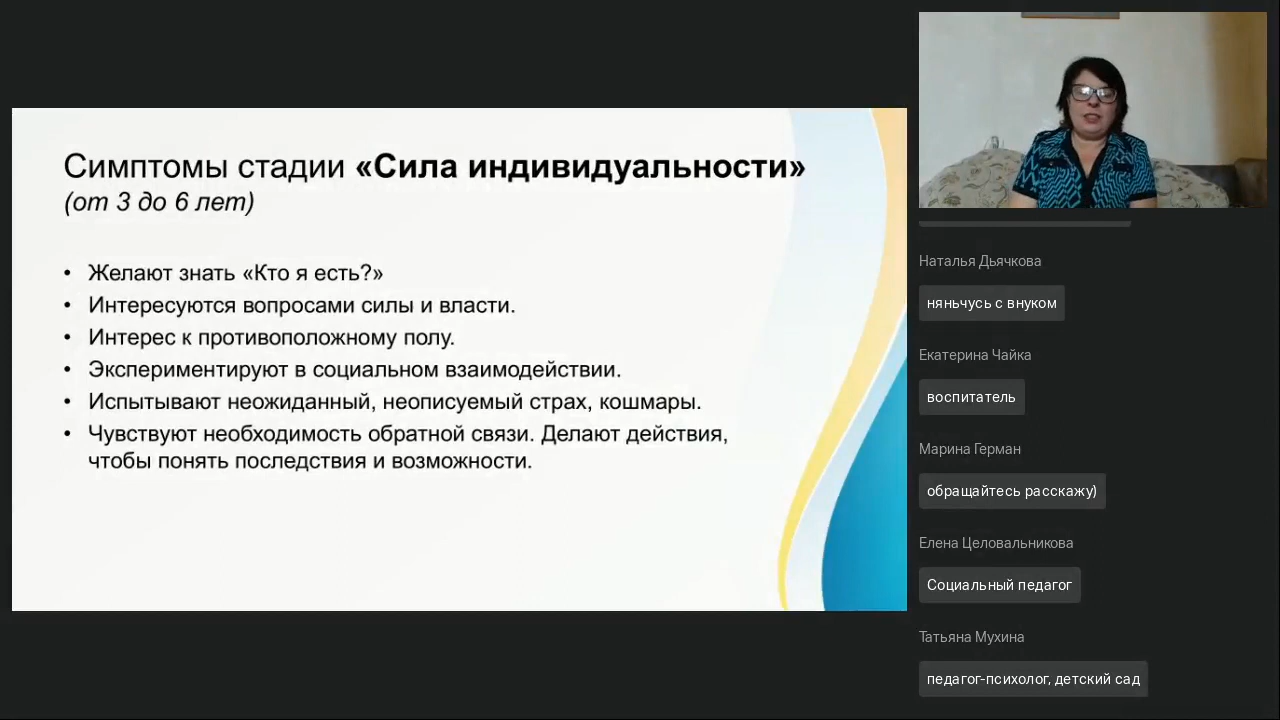 Симптомы стадии «Сила индивидуальности»
(от 3 до 6 лет)
• Желают знать «Кто я есть?»
• Интересуются вопросами силы и власти.
• Интерес к противоположному полу.
• Экспериментируют в социальном взаимодействии.
• Испытывают неожиданный, неописуемый страх, кошмары.
• Чувствуют необходимость обратной связи. Делают действия,
чтобы понять последствия и возможности.
Наталья Дьячкова
няньчусь с внуком
Екатерина Чайка
воспитатель
Марина Герман
обращайтесь расскажу)
Елена Целовальникова
Социальный педагог
Татьяна Мухина
педагог-психолог, детский сад